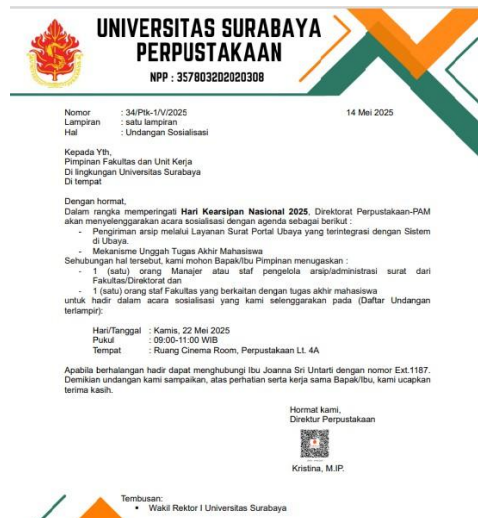 UNIVERSITAS SURABAYA
PERPUSTAKAAN
NPP : 3578032D2020308
Nomor : 34/Ptk-1/V/2025 14 Mei 2025
Lampiran : satu lampiran
Hal : Undangan Sosialisasi
Kepada Yth,
Pimpinan Fakultas dan Unit Kerja
Di lingkungan Universitas Surabaya
Di tempat
Dengan hormat,
Dalam rangka memperingati Hari Kearsipan Nasional 2025, Direktorat Perpustakaan-PAM
akan menyelenggarakan acara sosialisasi dengan agenda sebagai berikut :
- Pengiriman arsip melalui Layanan Surat Portal Ubaya yang terintegrasi dengan Sistem
di Ubaya.
- Mekanisme Unggah Tugas Akhir Mahasiswa
Sehubungan hal tersebut, kami mohon Bapak/Ibu Pimpinan menugaskan :
- 1 (satu) orang Manajer atau staf pengelola arsip/administrasi surat dari
Fakultas/Direktorat dan
- 1 (satu) orang staf Fakultas yang berkaitan dengan tugas akhir mahasiswa
untuk hadir dalam acara sosialisasi yang kami selenggarakan pada (Daftar Undangan
terlampir):
Hari/Tanggal : Kamis, 22 Mei 2025
Pukul : 09:00-11:00 WIB
Tempat : Ruang Cinema Room, Perpustakaan Lt. 4A
Apabila berhalangan hadir dapat menghubungi Ibu Joanna Sri Untarti dengan nomor Ext.1187.
Demikian undangan kami sampaikan, atas perhatian serta kerja sama Bapak/Ibu, kami ucapkan
terima kasih.
Hormat kami,
Direktur Perpustakaan
Kristina, M.IP.
Tembusan:
• Wakil Rektor I Universitas Surabaya